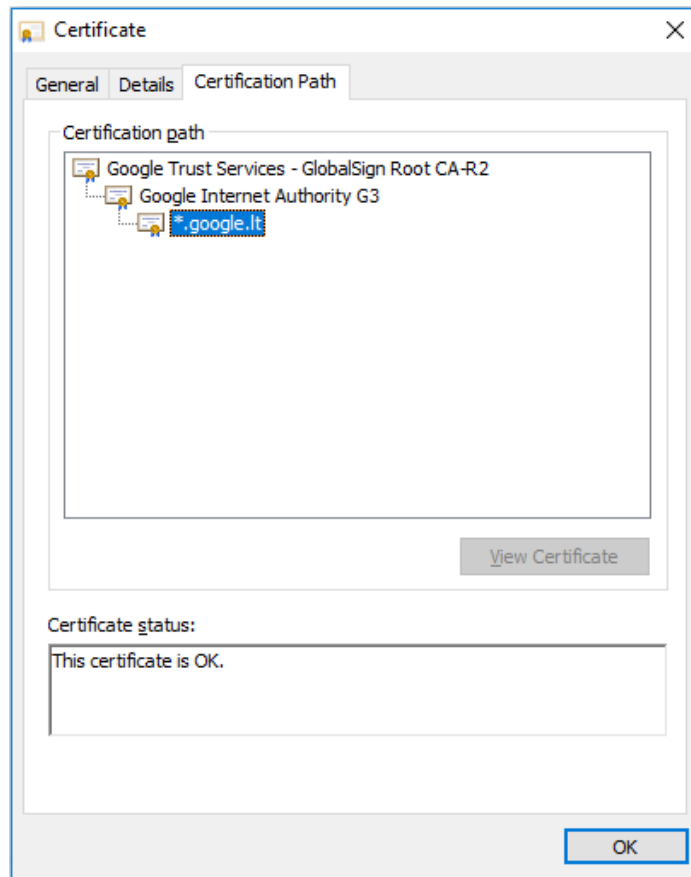 Certificate
General Details Certification Path
Certification path
Google Trust Services - GlobalSign Root CA-R2
Google Internet Authority G3
*.google.lt
View Certificate
Certificate status:
This certificate is OK.
OK